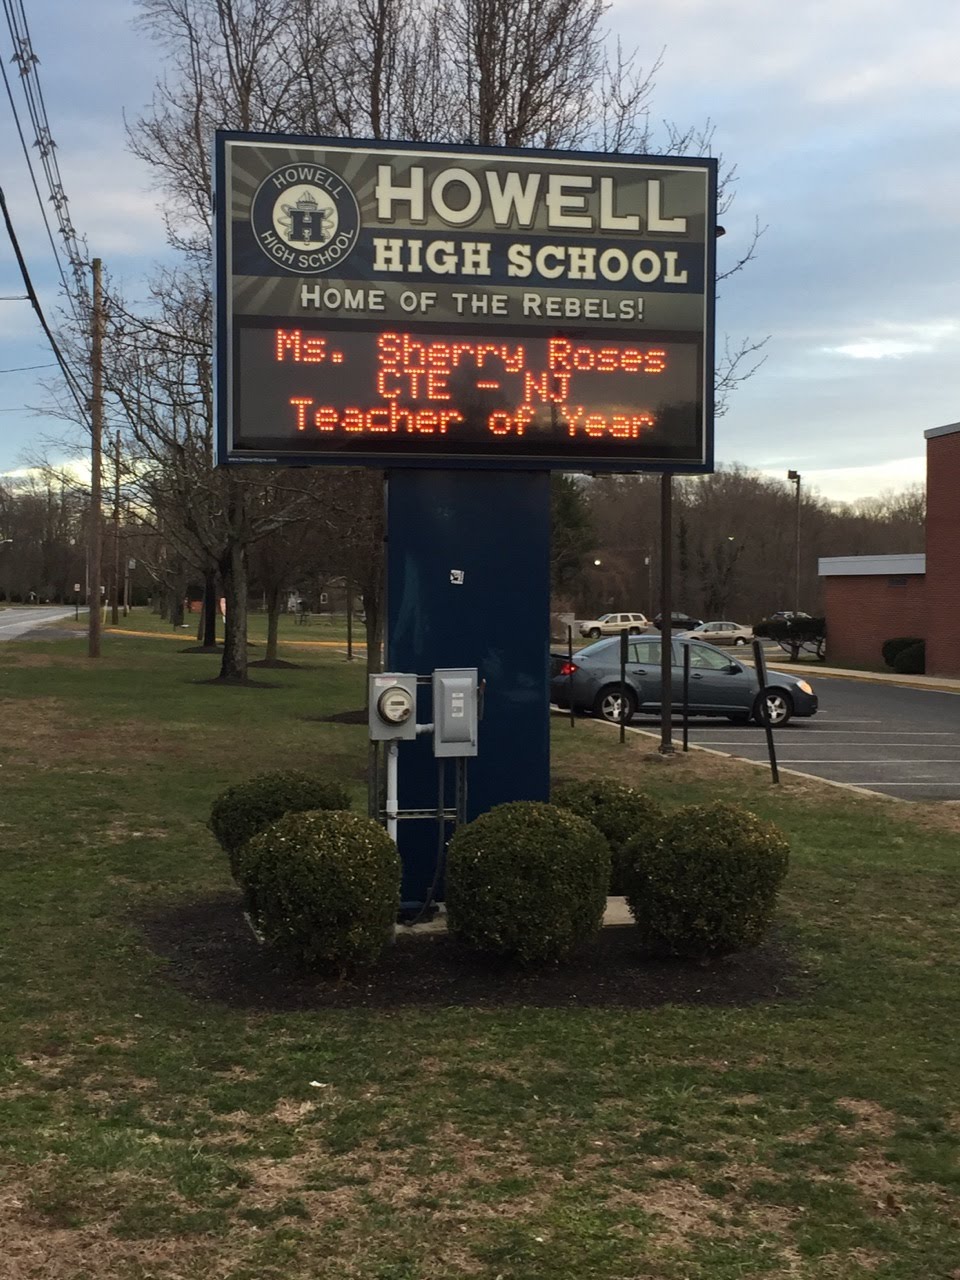 HOWELL
HIGH SCHOOL
H
HOWELL
HIGH SCHOOL
HOME OF THE REBELS!
Ms. Sherry Roses
CTE - NJ
Teacher of Year